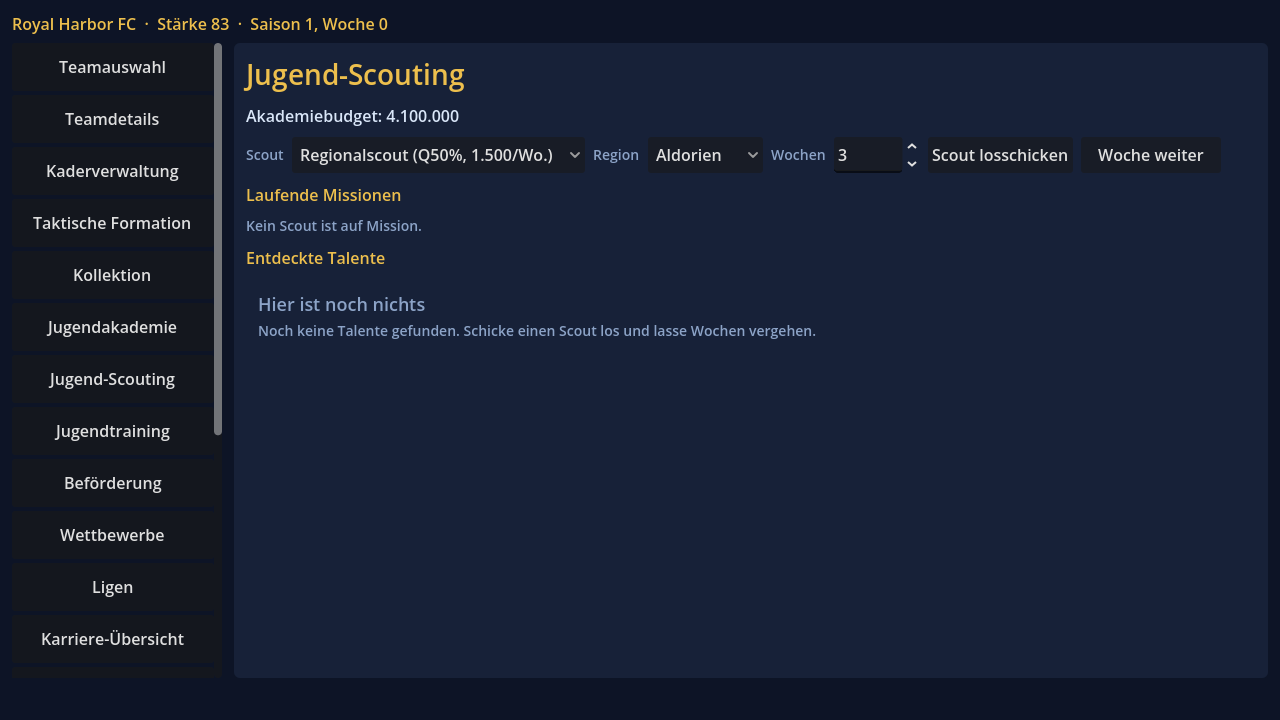 Royal Harbor FC · Stärke 83 · Saison 1, Woche 0
Teamauswahl
Teamdetails
Kaderverwaltung
Taktische Formation
Kollektion
Jugendakademie
Jugend-Scouting
Jugendtraining
Beförderung
Wettbewerbe
Ligen
Karriere-Übersicht
Jugend-Scouting
Akademiebudget: 4.100.000
Scout Regionalscout (Q50%, 1.500/Wo.) Region Aldorien Wochen 3 Scout losschicken Woche weiter
Laufende Missionen
Kein Scout ist auf Mission.
Entdeckte Talente
Hier ist noch nichts
Noch keine Talente gefunden. Schicke einen Scout los und lasse Wochen vergehen.